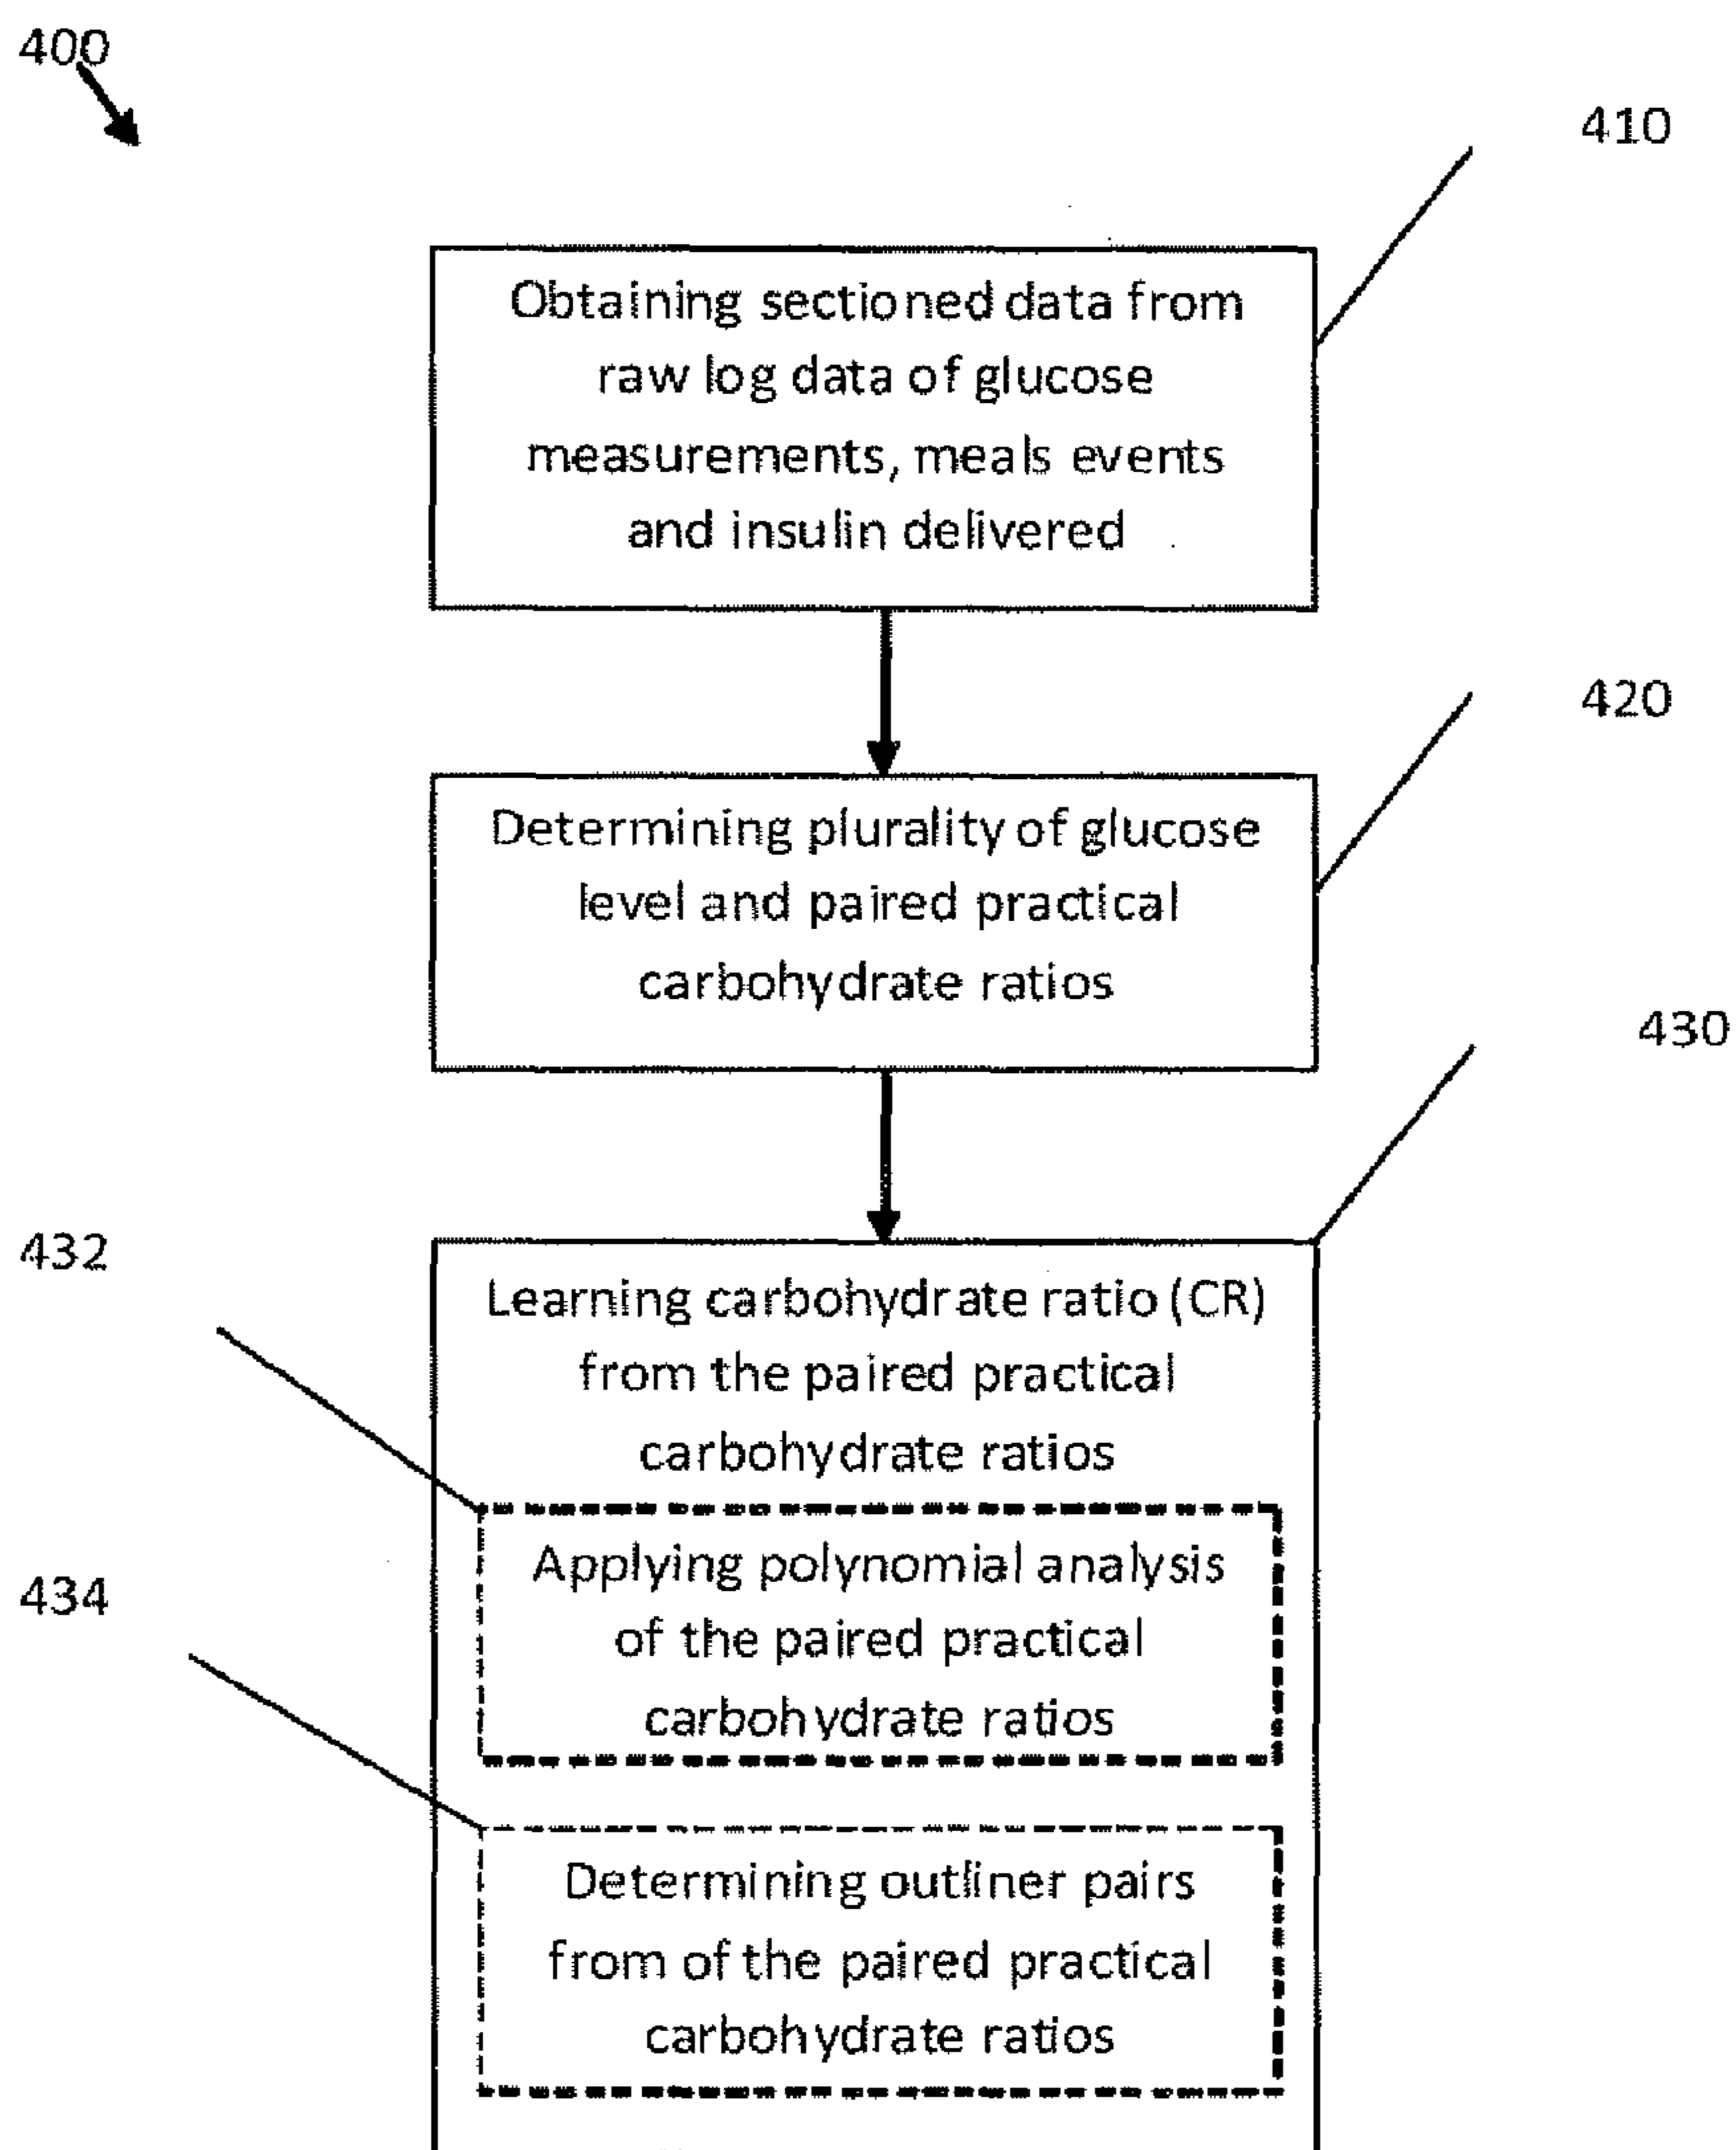 400
410
Obtaining sectioned data from
raw log data of glucose
measurements, meals events
and insulin delivered
420
Determining plurality of glucose
level and paired practical
carbohydrate ratios
430
432
Learning carbohydrate ratio (CR)
from the paired practical
carbohydrate ratios
Applying polynomial analysis
of the paired practical
carbohydrate ratios
434
Determining outliner pairs
from of the paired practical
carbohydrate ratios